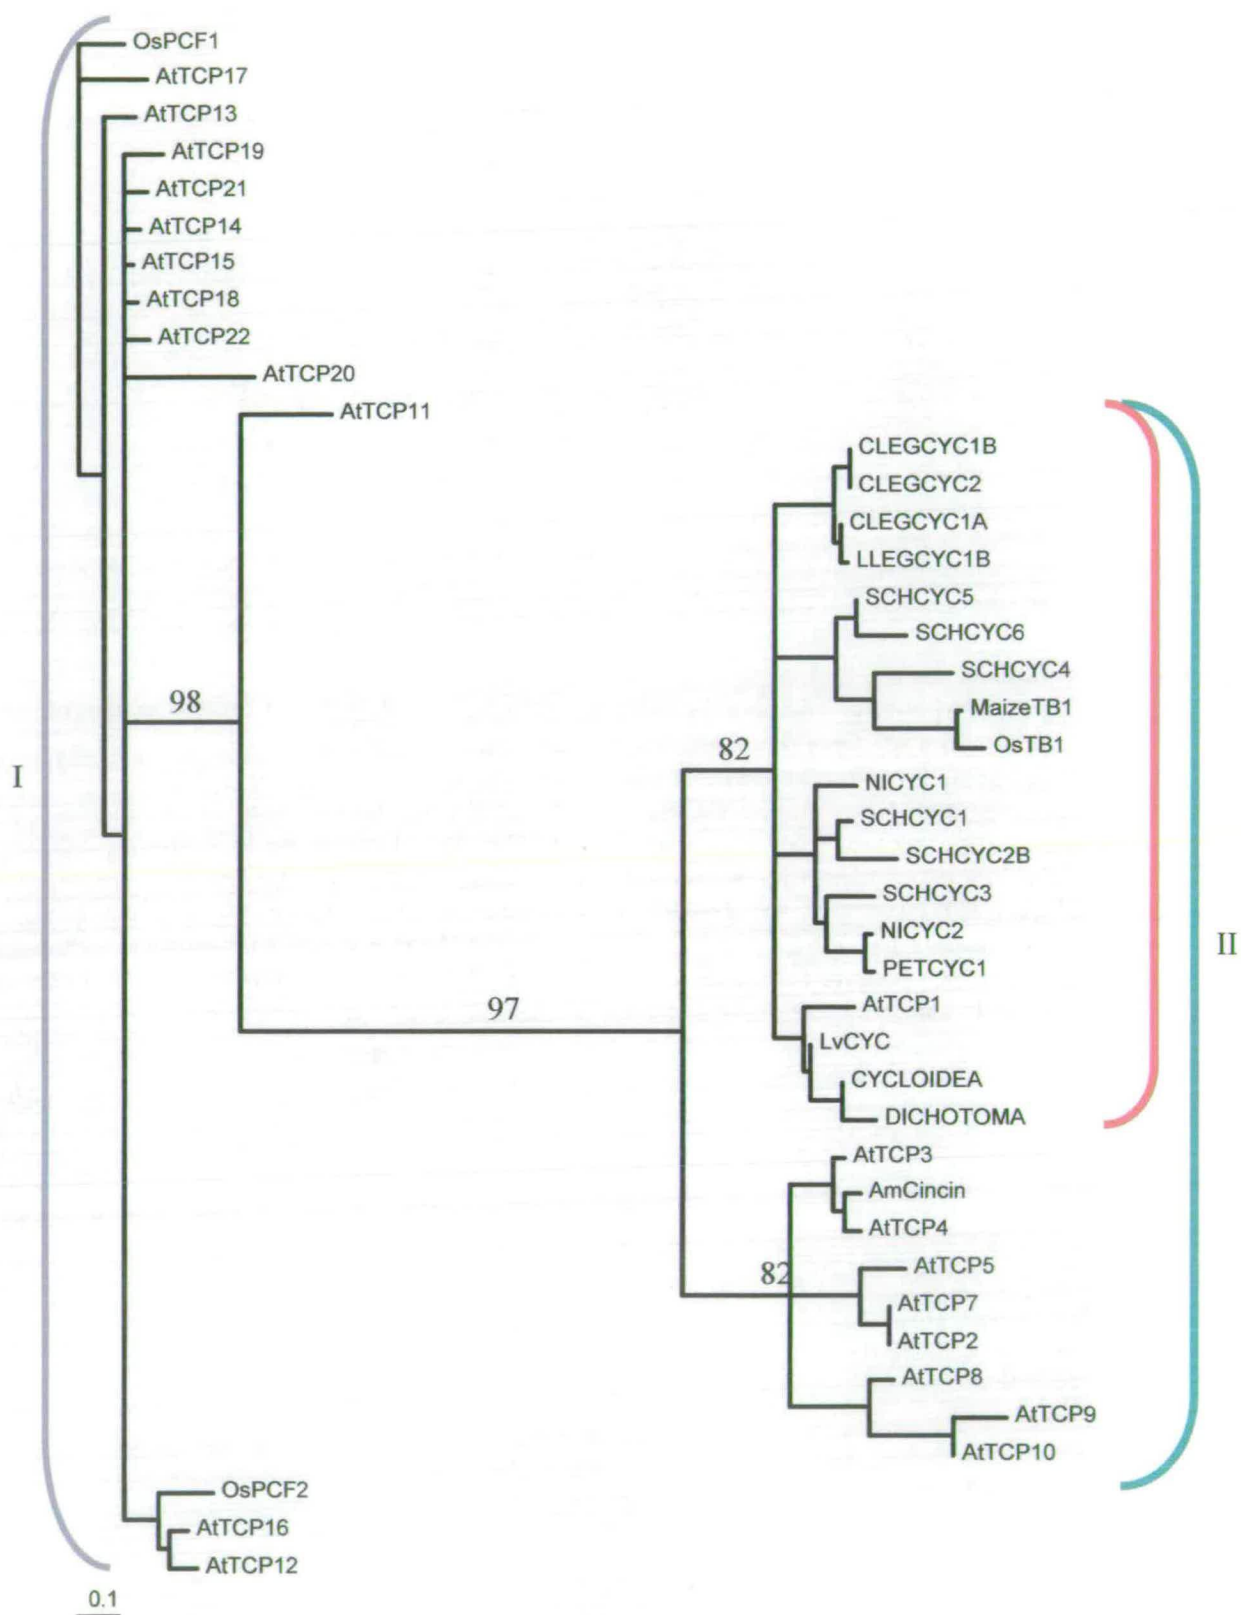 OsPCF1
AtTCP17
AtTCP13
AtTCP19
AtTCP21
AtTCP14
AtTCP15
AtTCP18
AtTCP22
AtTCP20
AtTCP11
CLEGCYC1B
CLEGCYC2
CLEGCYC1A
LLEGCYC1B
SCHCYC5
SCHCYC6
SCHCYC4
98
MaizeTB1
82
OsTB1
I
NICYC1
SCHCYC1
SCHCYC2B
SCHCYC3
NICYC2
II
PETCYC1
97
AtTCP1
LvCYC
CYCLOIDEA
DICHOTOMA
AtTCP3
AmCincin
AtTCP4
82
AtTCP5
AtTCP7
AtTCP2
AtTCP8
AtTCP9
AtTCP10
OsPCF2
AtTCP16
AtTCP12
0.1